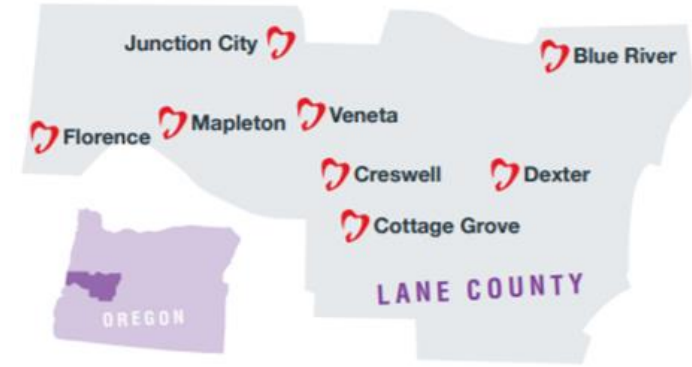 Junction City
Blue River
Florence
Mapleton
Veneta
Creswell
Dexter
Cottage Grove
LANE COUNTY
OREGON